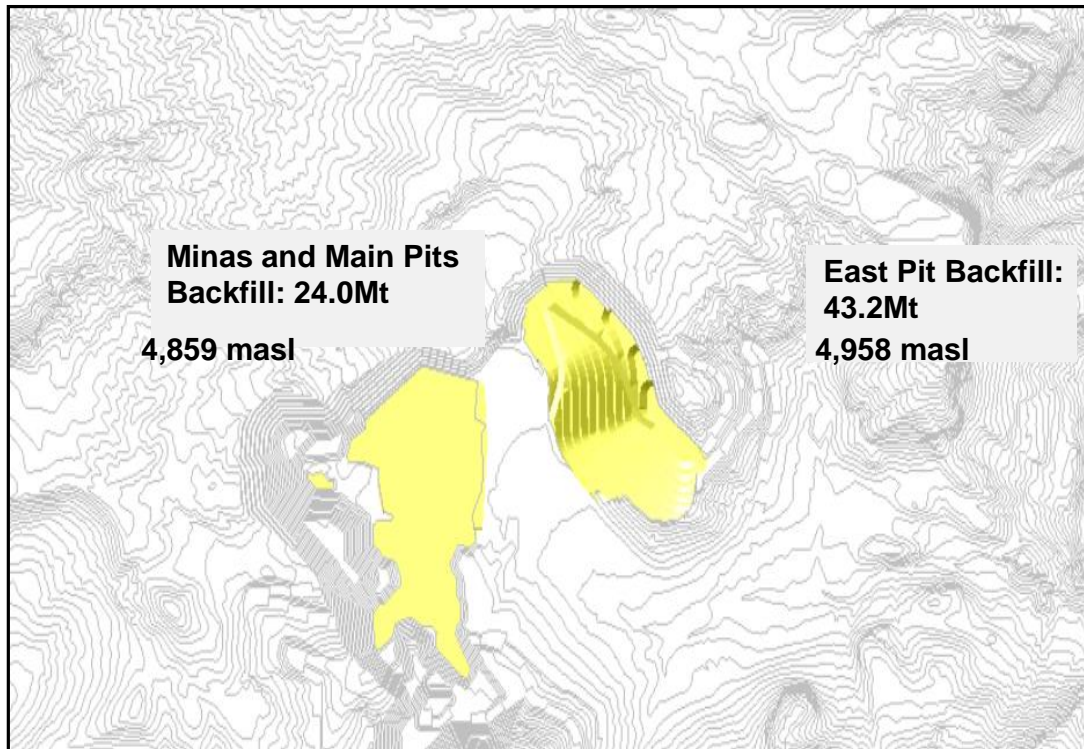 Minas and Main Pits
Backfill: 24.0Mt
4,859 masl
East Pit Backfill:
43.2Mt
4,958 masl